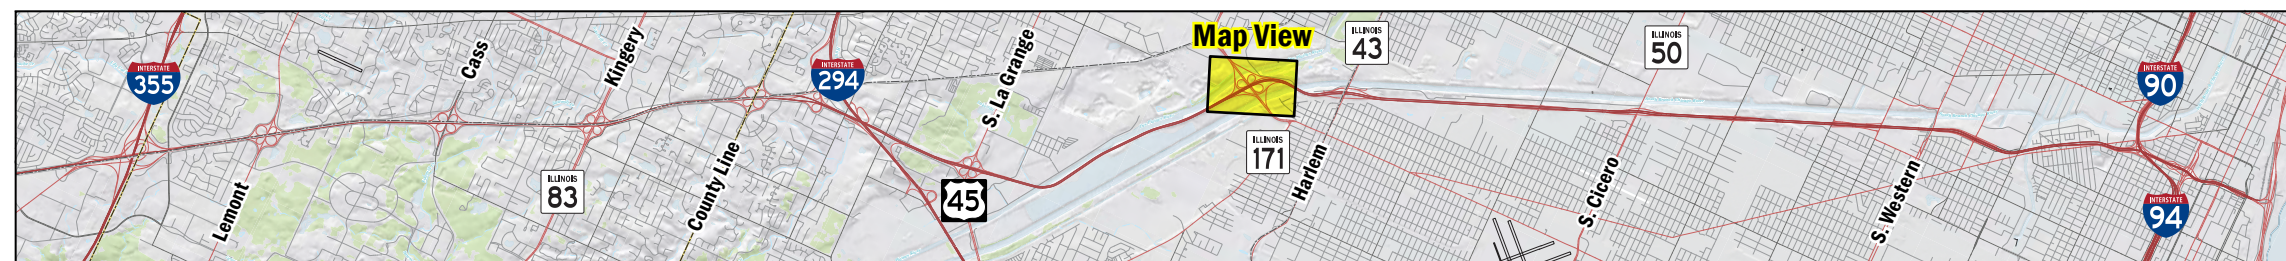 INTERSTATE
355
Lemont
Cass
ILLINOIS
83
Kingery
County Line
INTERSTATE
294
45
S. La Grange
Map View
ILLINOIS
171
Harlem
ILLINOIS
43
S. Cicero
ILLINOIS
50
S. Western
INTERSTATE
90
INTERSTATE
94